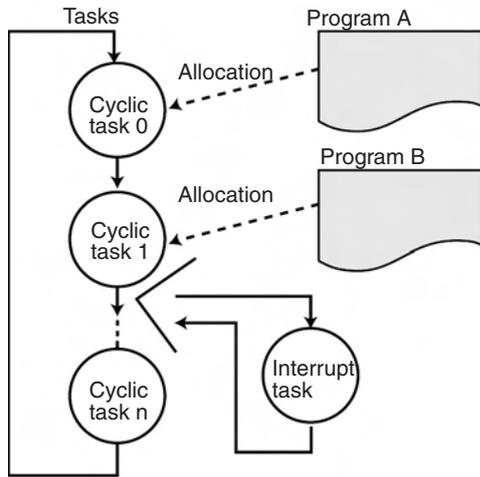 Tasks
Program A
Allocation
Cyclic
task 0
Program B
Allocation
Cyclic
task 1
Interrupt
task
Cyclic
task n